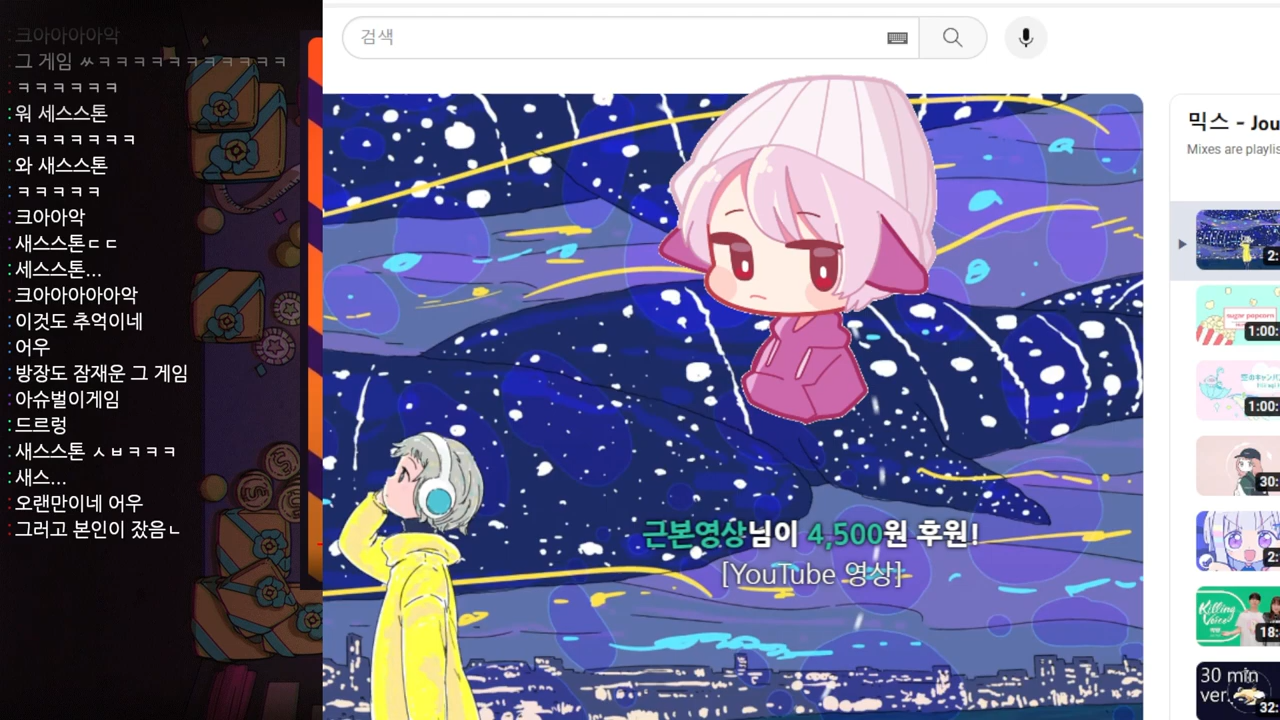 크아아아아악
그 게임 ㅆㅋㅋㅋㅋㅋㅋㅋㅋㅋㅋㅋ
ㅋㅋㅋㅋㅋㅋ
워 세스스톤
ㅋㅋㅋㅋㅋㅋㅋ
와 새스스톤
ㅋㅋㅋㅋㅋ
크아아악
새스스톤ㄷㄷ
세스스톤...
크아아아아아악
이것도 추억이네
어우
방장도 잠재운 그 게임
아슈벌이게임
드르렁
새스스톤 ㅅㅂㅋㅋㅋ
새스...
오랜만이네 어우
그러고 본인이 잤음ㄴ
검색
근본영상님이 4,500원 후원!
[YouTube 영상]
믹스 - Jou
Mixes are playlis
2:
sugar popcorn
1:00:
1:00:
30:
2:
Killing
Voice
18:
30 min
ver.
32: